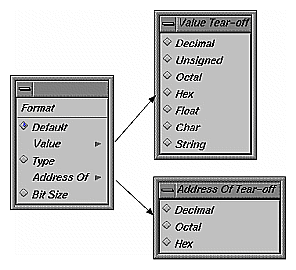 Format
Default
Value
Type
Address Of
Bit Size
Value Tear-off
Decimal
Unsigned
Octal
Hex
Float
Char
String
Address Of Tear-off
Decimal
Octal
Hex